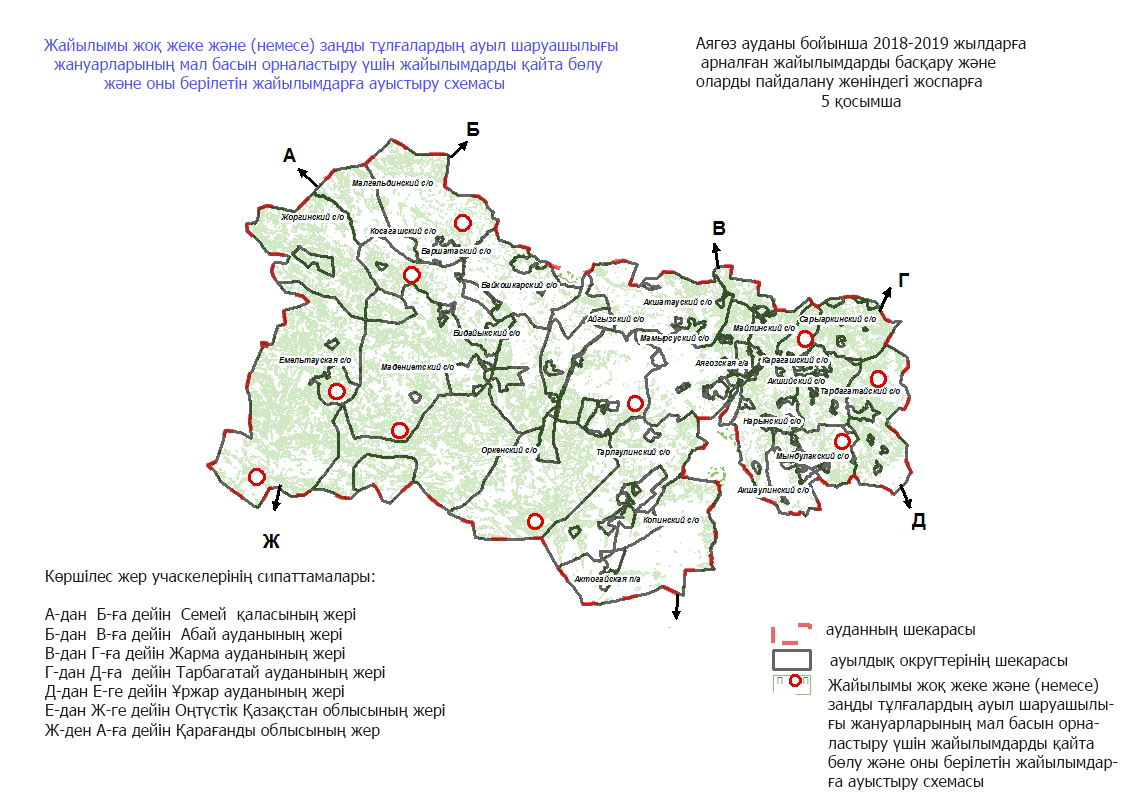 Жайылымы жоқ жеке және (немесе) заңды тұлғалардың ауыл шаруашылығы
жануарларының мал басын орналастыру үшін жайылымдарды қайта бөлу
және оны берілетін жайылымдарға ауыстыру схемасы
Аягөз ауданы бойынша 2018-2019 жылдарға
арналған жайылымдарды басқару және
оларды пайдалану жөніндегі жоспарға
5 қосымша
Б
А
Малгельбинский с/о
Жоргинский с/о
Косагашский с/о
Баршатаский с/о
В
Г
Байкошкарский с/о
Акшатауский с/о
Айгызский с/о
Майлинский с/о
Сарыаркинский с/о
Бидайыкский с/о
Мамырсуский с/о
Емельтауская с/о
Мадениетский с/о
Аягозская г/а
Карагашский с/о
Акшийский с/о
Тарбагатайский с/о
Нарынский с/о
Оркенский с/о
Тарлаулинский с/о
Мынбулакский с/о
Акшаулинский с/о
Копинский с/о
Д
Ж
Актогайская п/а
Көршілес жер учаскелерінің сипаттамалары:
А-дан Б-ға дейін Семей қаласының жері
Б-дан В-ға дейін Абай ауданының жері
В-дан Г-ға дейін Жарма ауданының жері
Г-дан Д-ға дейін Тарбагатай ауданының жері
Д-дан Е-ге дейін Ұржар ауданының жері
Е-дан Ж-ге дейін Оңтүстік Қазақстан облысының жері
Ж-ден А-ға дейін Қарағанды облысының жер
ауданның шекарасы
ауылдық округтерінің шекарасы
П П
Жайылымы жоқ жеке және (немесе)
заңды тұлғалардың ауыл шаруашылы-
ғы жануарларының мал басын орна-
ластыру үшін жайылымдарды қайта
бөлу және оны берілетін жайылымдар-
ға ауыстыру схемасы